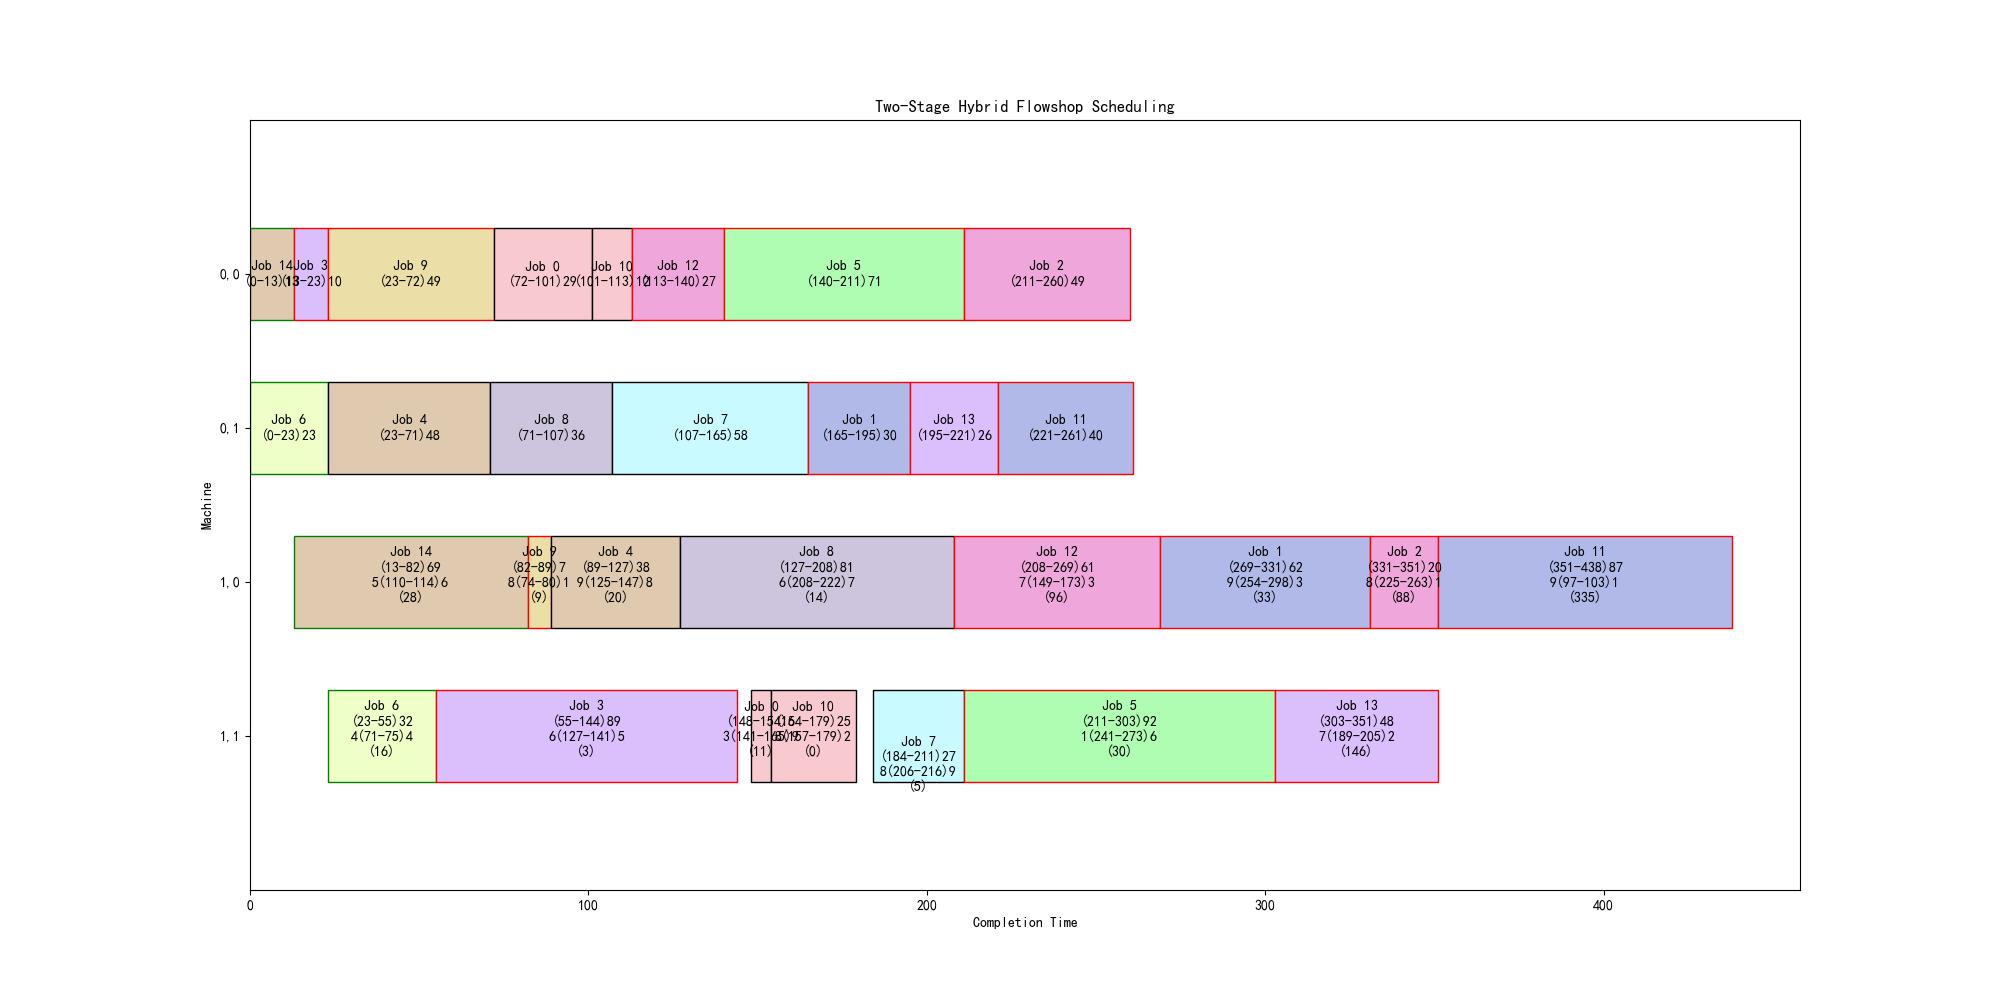 Two-Stage Hybrid Flowshop Scheduling
Machine
0,0
Job 14
(0-13)13
Job 3
(13-23)10
Job 9
(23-72)49
Job 0
(72-101)29
Job 10
(101-113)12
Job 12
(113-140)27
Job 5
(140-211)71
Job 2
(211-260)49
0,1
Job 6
(0-23)23
Job 4
(23-71)48
Job 8
(71-107)36
Job 7
(107-165)58
Job 1
(165-195)30
Job 13
(195-221)26
Job 11
(221-261)40
1,0
Job 14
(13-82)69
5(110-114)6
(28)
Job 9
(82-89)7
8(74-80)1
(9)
Job 4
(89-127)38
9(125-147)8
(20)
Job 8
(127-208)81
6(208-222)7
(14)
Job 12
(208-269)61
7(149-173)3
(96)
Job 1
(269-331)62
9(254-298)3
(33)
Job 2
(331-351)20
8(225-263)1
(88)
Job 11
(351-438)87
9(97-103)1
(335)
1,1
Job 6
(23-55)32
4(71-75)4
(16)
Job 3
(55-144)89
6(127-141)5
(3)
Job 0
(148-154)6
(11)
Job 10
(154-179)25
(0)
Job 7
(184-211)27
8(206-216)9
(5)
Job 5
(211-303)92
1(241-273)6
(30)
Job 13
(303-351)48
7(189-205)2
(146)
0
100
200
300
400
Completion Time